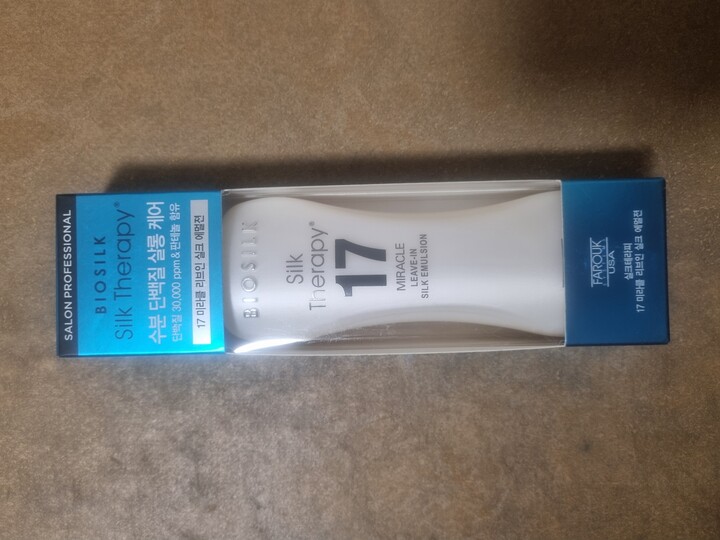 SALON PROFESSIONAL
BIOSILK
Silk Therapy®
수분 단백질 살롱 케어
단백질 30,000 ppm & 판테놀 함유
17 미라클 리브인 실크 에멀전
BIOSILK
Silk
Therapy®
17
MIRACLE
LEAVE-IN
SILK EMULSION
FAROUK
USA
실크테라피
17 미라클 리브인 실크 에멀전